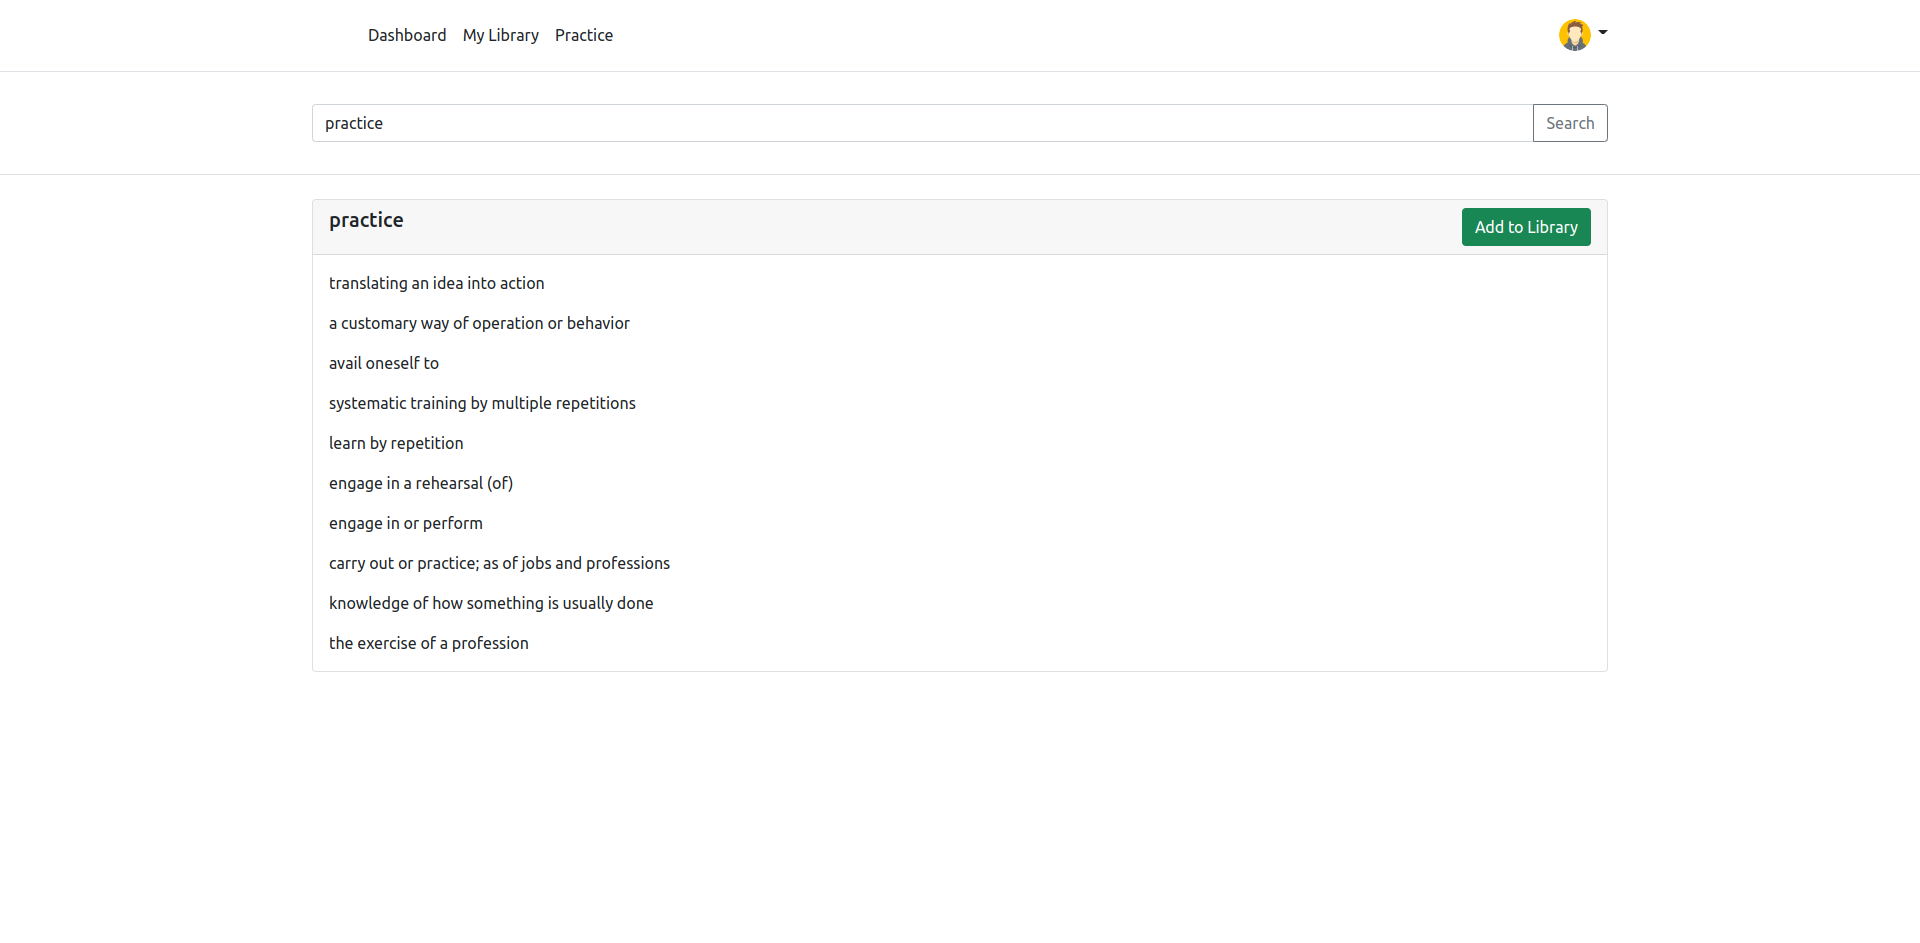 Dashboard My Library Practice
practice Search
practice Add to Library
translating an idea into action
a customary way of operation or behavior
avail oneself to
systematic training by multiple repetitions
learn by repetition
engage in a rehearsal (of)
engage in or perform
carry out or practice; as of jobs and professions
knowledge of how something is usually done
the exercise of a profession